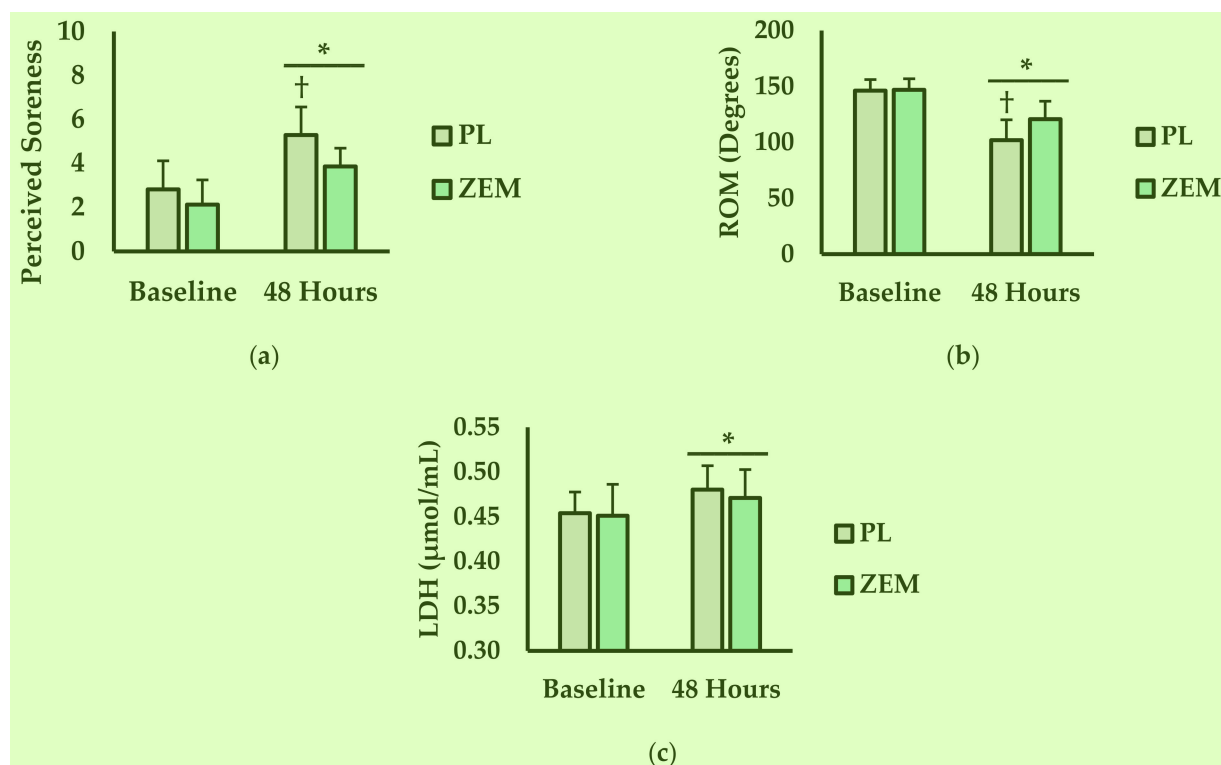 Perceived Soreness
10
8
6
4
2
0
*
†
Baseline
48 Hours
PL
ZEM
(a)
ROM (Degrees)
200
150
100
50
0
*
†
Baseline
48 Hours
PL
ZEM
(b)
LDH (µmol/mL)
0.55
0.50
0.45
0.40
0.35
0.30
*
Baseline
48 Hours
PL
ZEM
(c)